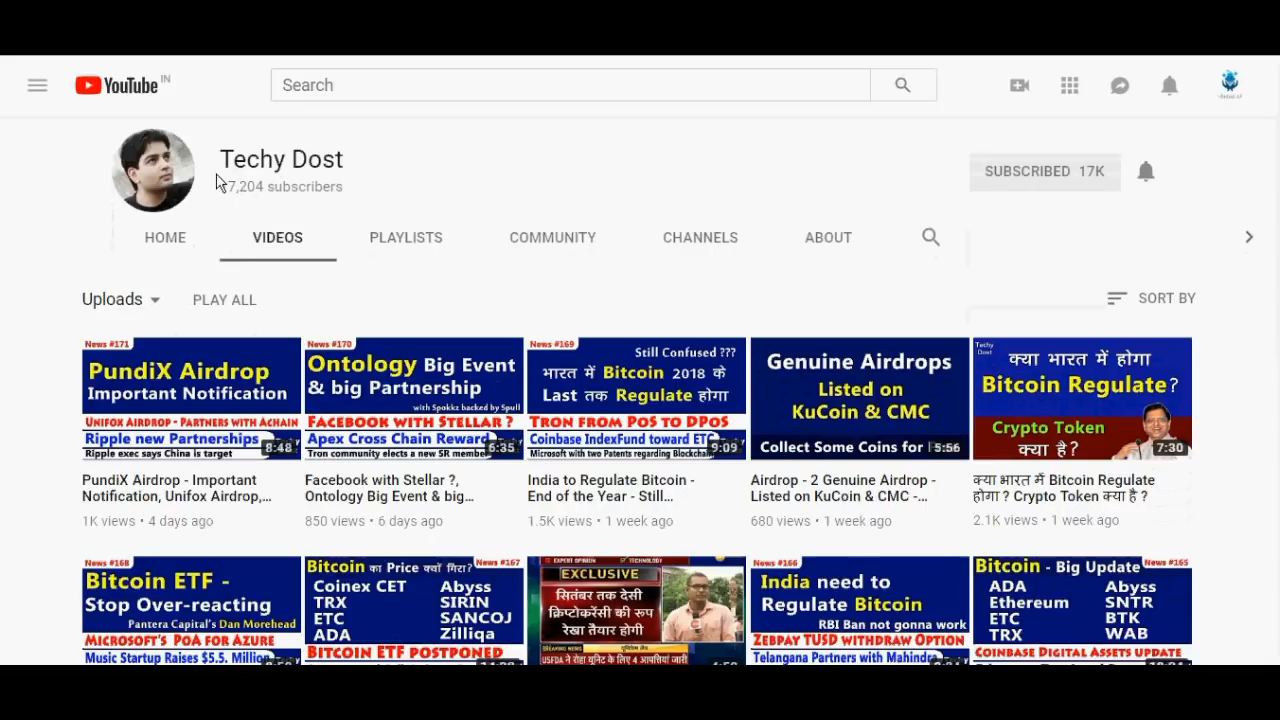 YouTube IN
Search
Techy Dost
7,204 subscribers
SUBSCRIBED 17K
HOME
VIDEOS
PLAYLISTS
COMMUNITY
CHANNELS
ABOUT
Uploads
PLAY ALL
SORT BY
News #171
PundiX Airdrop
Important Notification
Unifox Airdrop - Partners with Achain
Ripple new Partnerships
Ripple exec says China is target
8:48
News #170
Ontology Big Event
& big Partnership
with Spokkz backed by Spull
Facebook with Stellar ?
Apex Cross Chain Reward
Tron community elects a new SR member
6:35
News #169
Still Confused ???
भारत में Bitcoin 2018 के
Last तक Regulate होगा
Tron from POS to DPOS
Coinbase IndexFund toward ETC
Microsoft with two Patents regarding Blockchain
9:09
Genuine Airdrops
Listed on
KuCoin & CMC
Collect Some Coins for
5:56
Techy
Dost
क्या भारत में होगा
Bitcoin Regulate?
Crypto Token
क्या है?
7:30
PundiX Airdrop - Important
Notification, Unifox Airdrop,...
1K views • 4 days ago
Facebook with Stellar ?,
Ontology Big Event & big...
850 views • 6 days ago
India to Regulate Bitcoin -
End of the Year - Still...
1.5K views • 1 week ago
Airdrop - 2 Genuine Airdrop -
Listed on KuCoin & CMC -...
680 views • 1 week ago
क्या भारत में Bitcoin Regulate
होगा ? Crypto Token क्या है ?
2.1K views • 1 week ago
News #168
Bitcoin ETF -
Stop Over-reacting
Pantera Capital's Dan Morehead
Microsoft's PoA for Azure
Music Startup Raises $5.5. Million
Bitcoin का Price क्यों गिरा?
News #167
Coinex CET
Abyss
TRX
SIRIN
ETC
SANCOJ
ADA
Zilliqa
Bitcoin ETF Postponed
EXPERT OPINION
TECHNOLOGY
EXCLUSIVE
सितंबर तक देसी
क्रिप्टोकरेंसी की रूप
रेखा तैयार होगी
BREAKING NEWS
USFDA ने रोहा यूनिट के लिए 4 आपत्तियां जारी
News #166
India need to
Regulate Bitcoin
RBI Ban not gonna work
Zebpay TUSD withdraw Option
Telangana Partners with Mahindra
News #165
Bitcoin - Big Update
ADA
Abyss
Ethereum
SNTR
ETC
BTK
TRX
WAB
Coinbase Digital Assets update